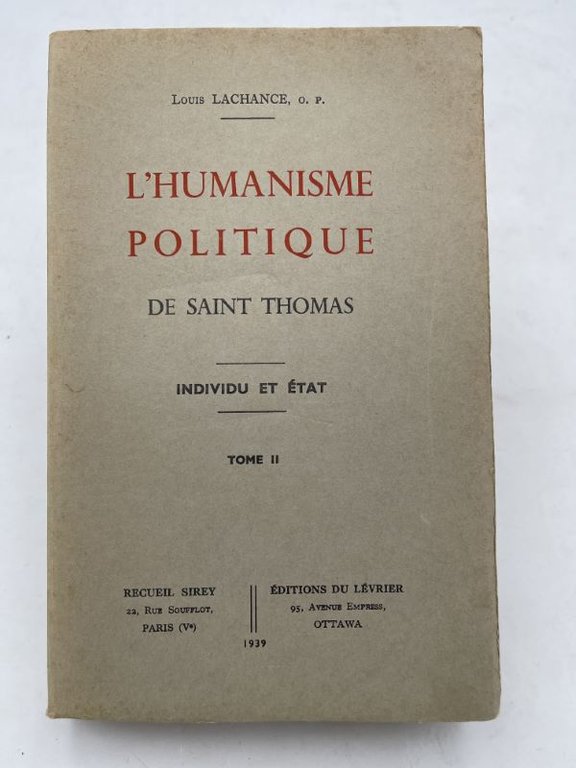 Louis LACHANCE, O. P.
L'HUMANISME
POLITIQUE
DE SAINT THOMAS
INDIVIDU ET ÉTAT
TOME II
RECUEIL SIREY
22, Rue Soufflot,
PARIS (Vᵉ)
ÉDITIONS DU LÉVRIER
95, Avenue Empress,
OTTAWA
1939